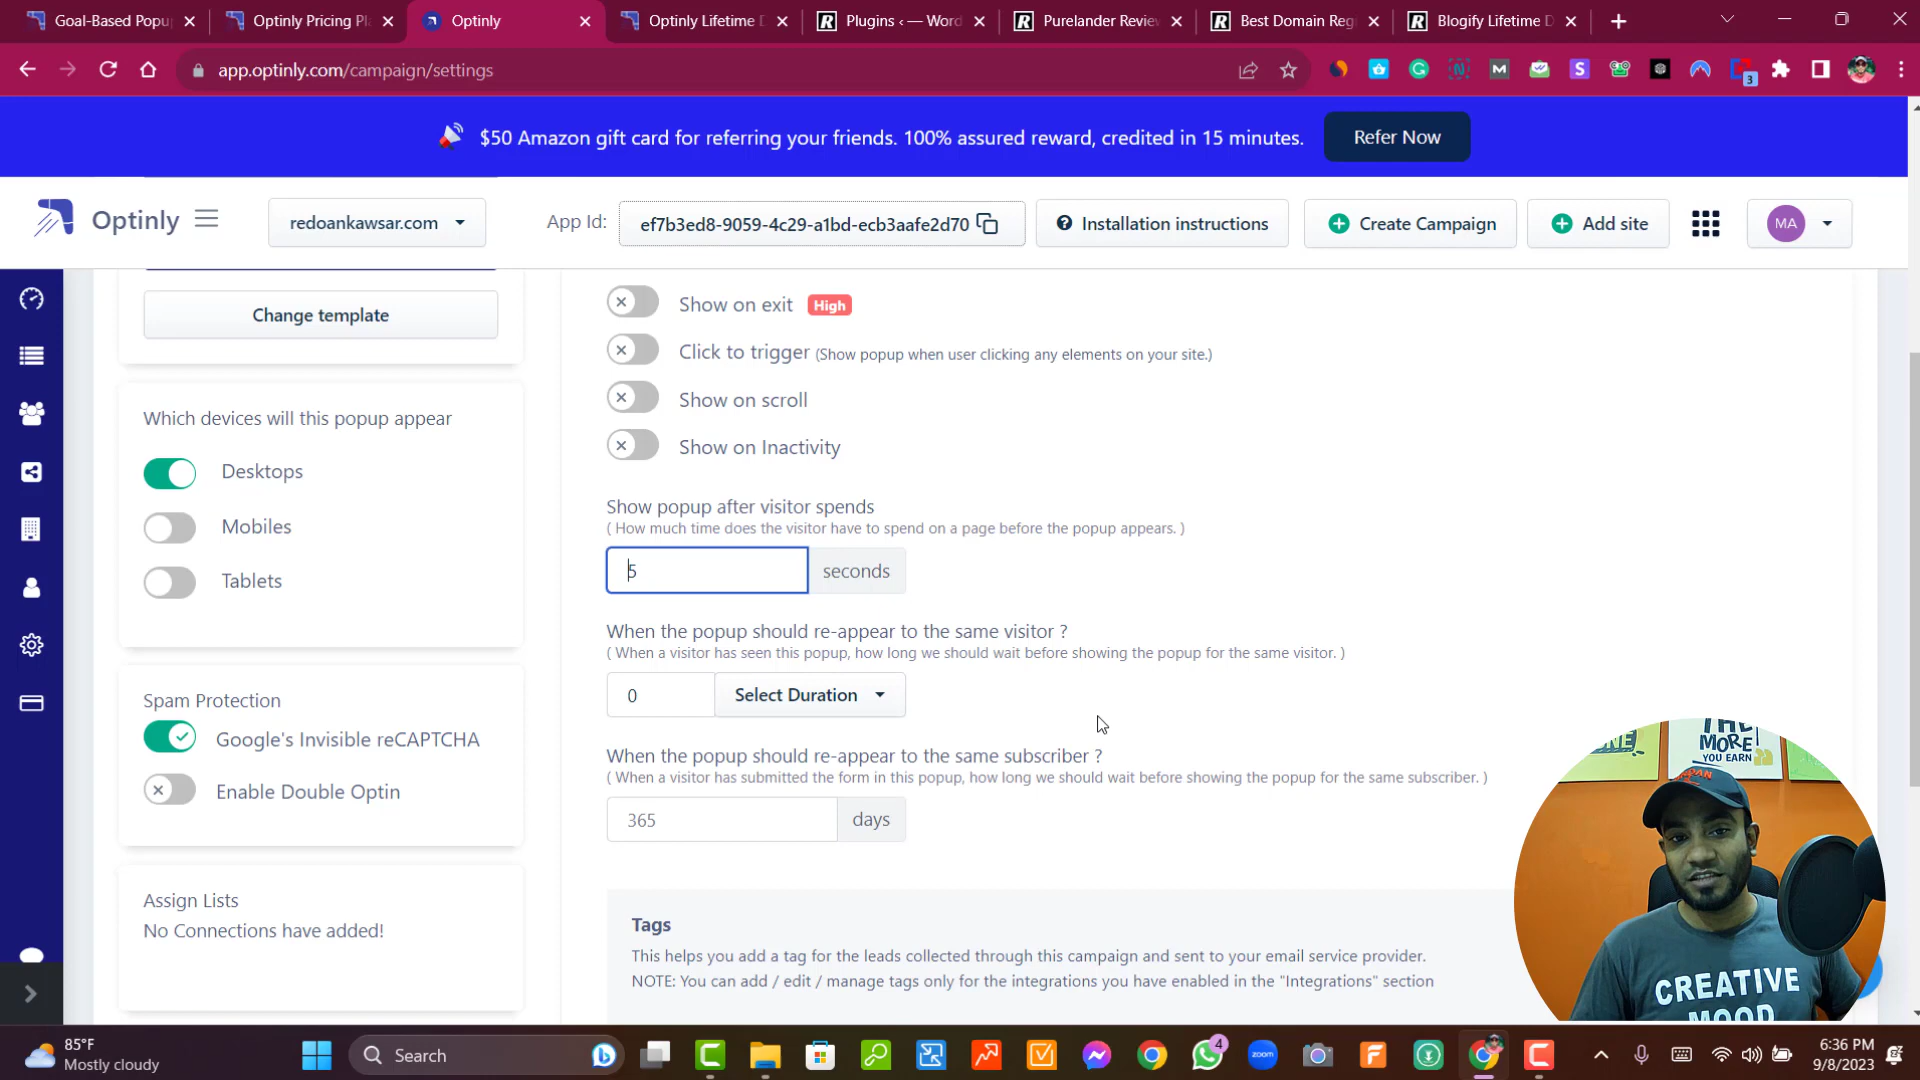 Goal-Based Popu
Optinly Pricing Pl
Optinly
Optinly Lifetime D
Plugins ‹ — Word
Purelander Revie
Best Domain Reg
Blogify Lifetime D
app.optinly.com/campaign/settings
3
$50 Amazon gift card for referring your friends. 100% assured reward, credited in 15 minutes.
Refer Now
Optinly
redoankawsar.com
App Id:
ef7b3ed8-9059-4c29-a1bd-ecb3aafe2d70
Installation instructions
Create Campaign
Add site
MA
Change template
Which devices will this popup appear
Desktops
Mobiles
Tablets
Spam Protection
Google's Invisible reCAPTCHA
Enable Double Optin
Assign Lists
No Connections have added!
Show on exit High
Click to trigger (Show popup when user clicking any elements on your site.)
Show on scroll
Show on Inactivity
Show popup after visitor spends
( How much time does the visitor have to spend on a page before the popup appears. )
5 seconds
When the popup should re-appear to the same visitor ?
( When a visitor has seen this popup, how long we should wait before showing the popup for the same visitor. )
0 Select Duration
When the popup should re-appear to the same subscriber ?
( When a visitor has submitted the form in this popup, how long we should wait before showing the popup for the same subscriber. )
365 days
Tags
This helps you add a tag for the leads collected through this campaign and sent to your email service provider.
NOTE: You can add / edit / manage tags only for the integrations you have enabled in the "Integrations" section
THE
MORE
YOU EARN
CREATIVE
MOOD
85°F
Mostly cloudy
Search
4
zoom
6:36 PM
9/8/2023